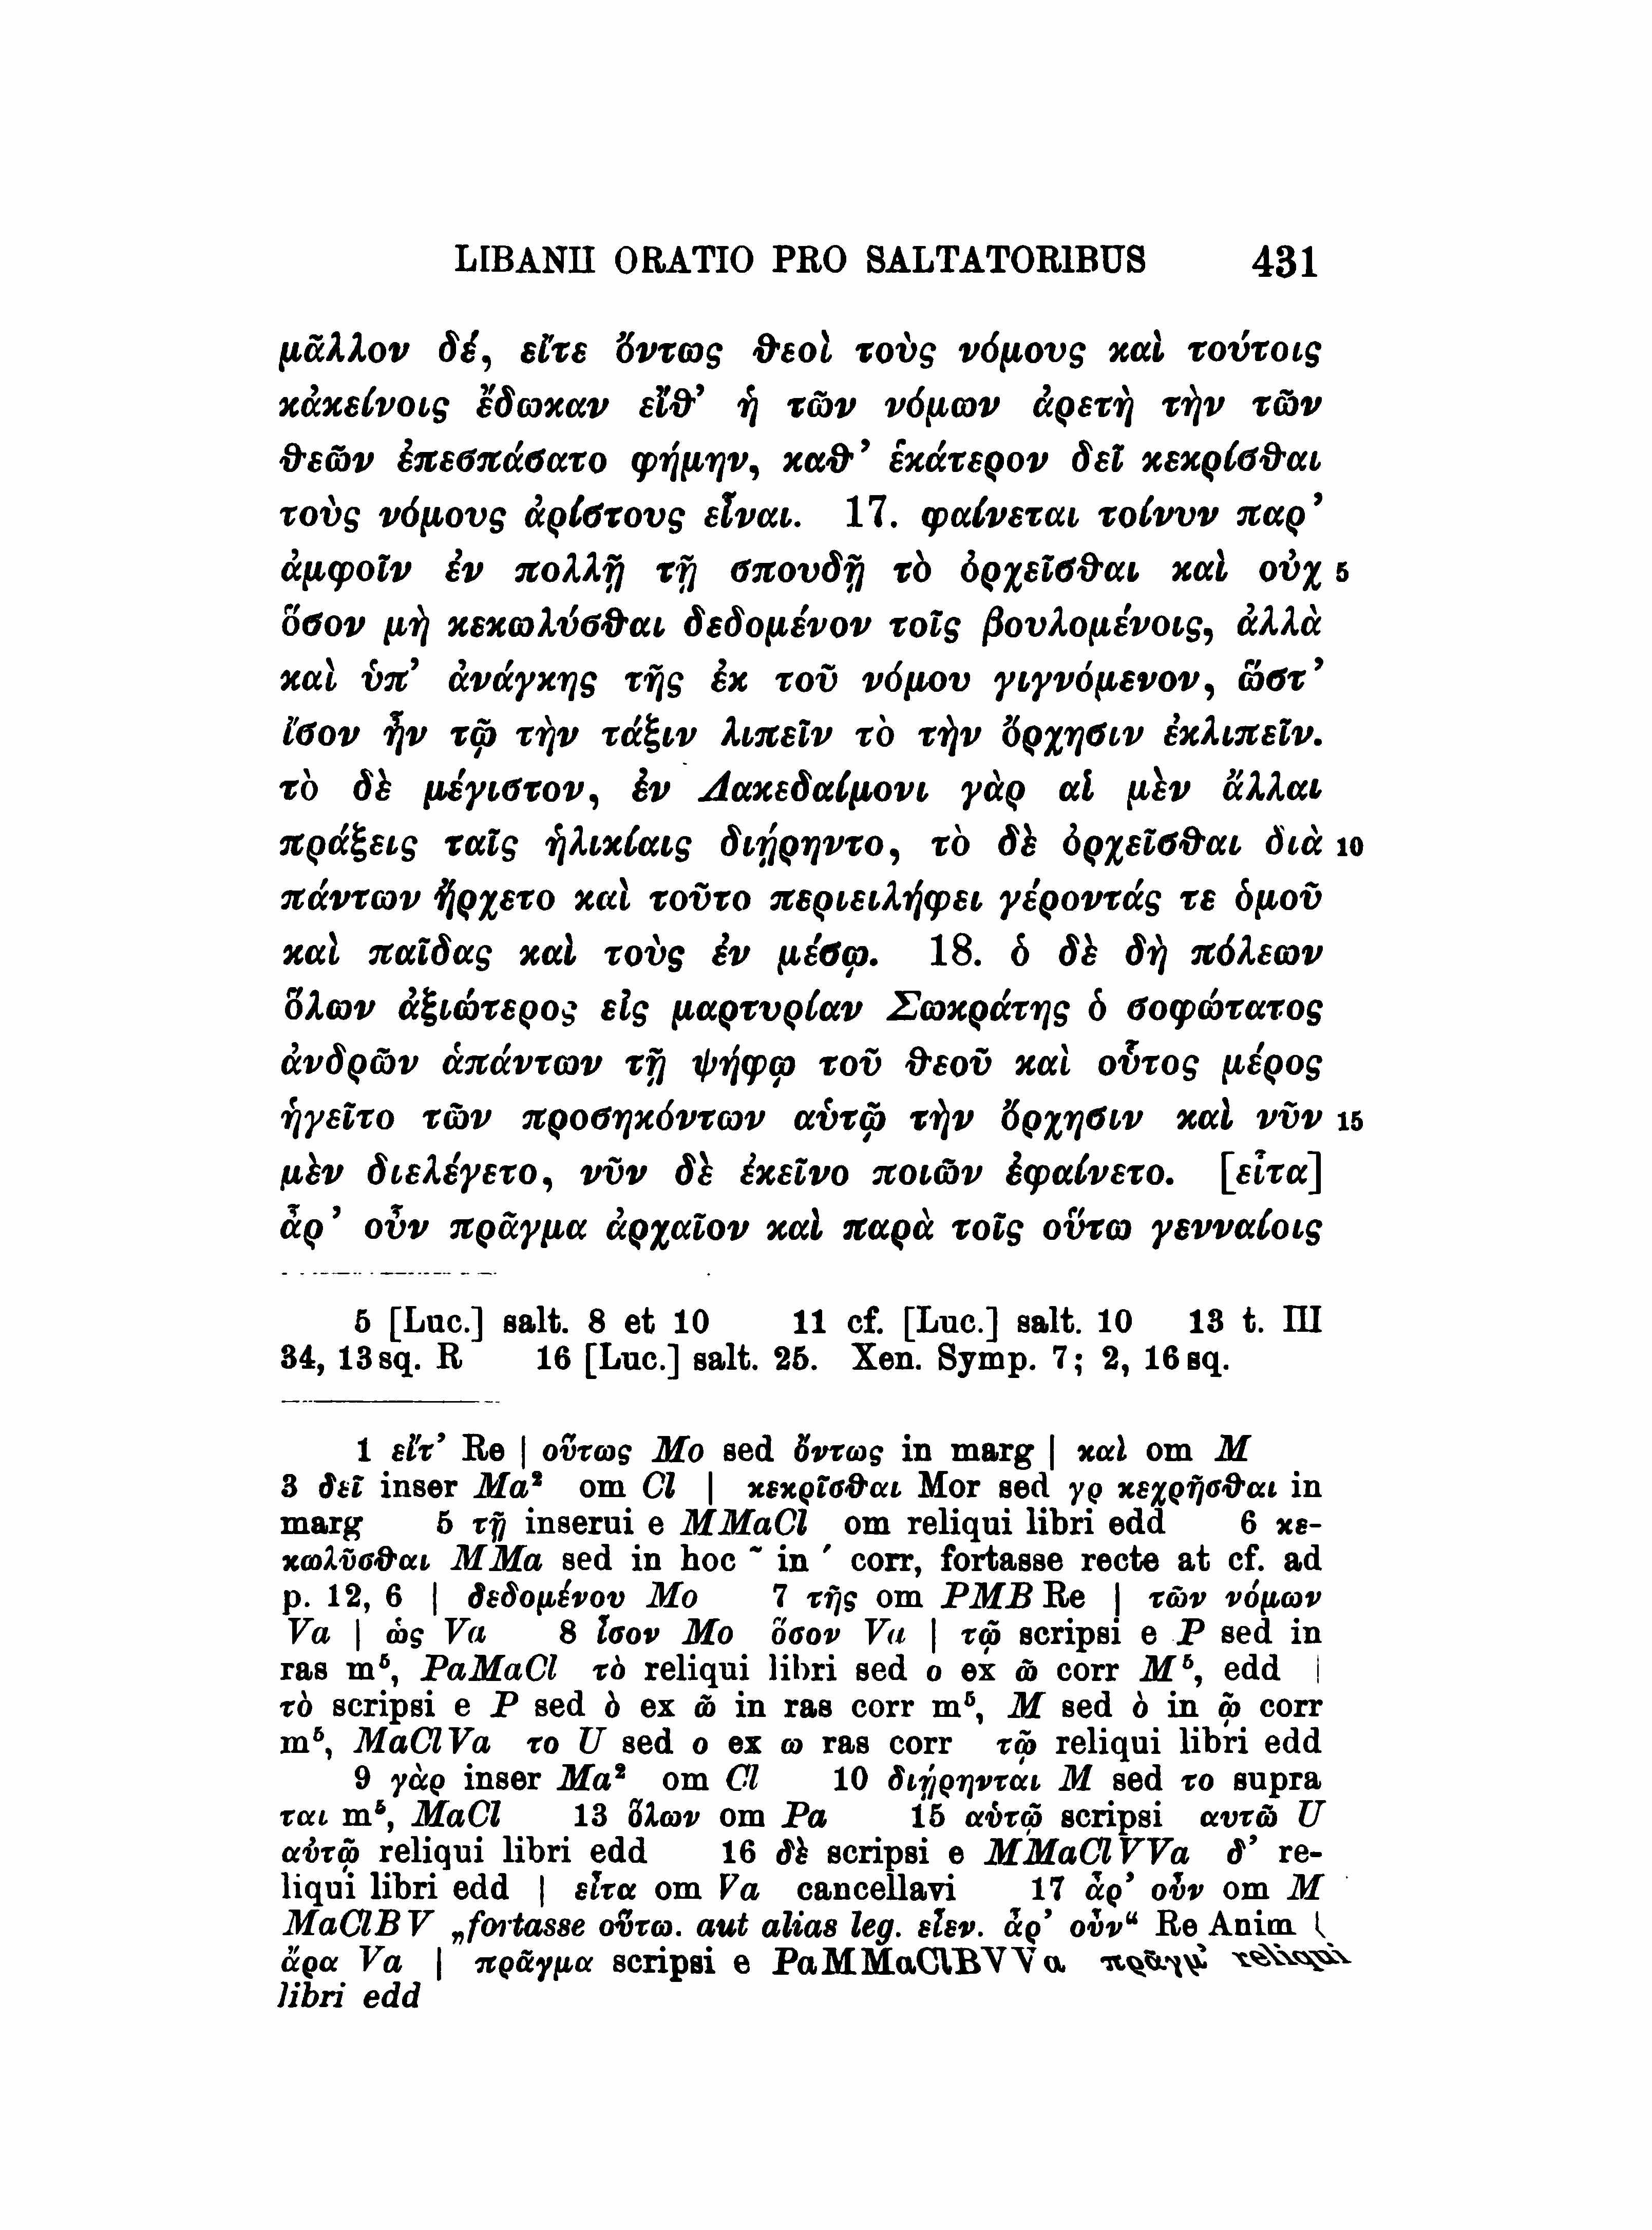 LIBANII ORATIO PRO SALTATORIBUS 431
μᾶλλον δέ, εἴτε ὄντως θεοὶ τοὺς νόμους καὶ τούτοις
κἀκείνοις ἔδωκαν εἴθ’ ἡ τῶν νόμων ἀρετὴ τὴν τῶν
θεῶν ἐπεσπάσατο φήμην, καθ’ ἑκάτερον δεῖ κεκρίσθαι
τοὺς νόμους ἀρίστους εἶναι. 17. φαίνεται τοίνυν παρ’
ἀμφοῖν ἐν πολλῇ τῇ σπουδῇ τὸ ὀρχεῖσθαι καὶ οὐχ 5
ὅσον μὴ κεκωλύσθαι δεδομένον τοῖς βουλομένοις, ἀλλὰ
καὶ ὑπ’ ἀνάγκης τῆς ἐκ τοῦ νόμου γιγνόμενον, ὥστ’
ἴσον ἦν τῷ τὴν τάξιν λιπεῖν τὸ τὴν ὄρχησιν ἐκλιπεῖν.
τὸ δὲ μέγιστον, ἐν Λακεδαίμονι γὰρ αἱ μὲν ἄλλαι
πράξεις ταῖς ἡλικίαις διῄρηντο, τὸ δὲ ὀρχεῖσθαι διὰ 10
πάντων ἤρχετο καὶ τοῦτο περιειλήφει γέροντάς τε ὁμοῦ
καὶ παῖδας καὶ τοὺς ἐν μέσῳ. 18. ὁ δὲ δὴ πόλεων
ὅλων ἀξιώτερος εἰς μαρτυρίαν Σωκράτης ὁ σοφώτατος
ἀνδρῶν ἁπάντων τῇ ψήφῳ τοῦ θεοῦ καὶ οὗτος μέρος
ἡγεῖτο τῶν προσηκόντων αὑτῷ τὴν ὄρχησιν καὶ νῦν 15
μὲν διελέγετο, νῦν δὲ ἐκεῖνο ποιῶν ἐφαίνετο. [εἶτα]
ἆρ’ οὖν πρᾶγμα ἀρχαῖον καὶ παρὰ τοῖς οὕτω γενναίοις
5 [Luc.] salt. 8 et 10 11 cf. [Luc.] salt. 10 13 t. III
34, 13 sq. R 16 [Luc.] salt. 25. Xen. Symp. 7; 2, 16 sq.
1 εἴτ’ Re | οὕτως Mo sed ὄντως in marg | καὶ om M
3 δεῖ inser Ma² om Cl | κεκρῖσθαι Mor sed γρ κεχρῆσθαι in
marg 5 τῇ inserui e MMaCl om reliqui libri edd 6 κε-
κωλῦσθαι MMa sed in hoc ~ in ′ corr, fortasse recte at cf. ad
p. 12, 6 | δεδομένου Mo 7 τῆς om PMB Re | τῶν νόμων
Va | ὡς Va 8 ἶσον Mo ὅσον Va | τῷ scripsi e P sed in
ras m⁵, PaMaCl τὸ reliqui libri sed ο ex ῶ corr M⁵, edd |
τὸ scripsi e P sed ὸ ex ῶ in ras corr m⁵, M sed ὸ in ῷ corr
m⁵, MaClVa το U sed ο ex ω ras corr τῷ reliqui libri edd
9 γὰρ inser Ma² om Cl 10 διῄρηνται M sed το supra
ται m⁵, MaCl 13 ὅλων om Pa 15 αὑτῷ scripsi αυτῶ U
αὐτῷ reliqui libri edd 16 δὲ scripsi e MMaClVVa δ’ re-
liqui libri edd | εἶτα om Va cancellavi 17 ἆρ’ οὖν om M
MaClBV „fortasse οὕτω. aut alias leg. εἶεν. ἆρ’ οὖν“ Re Anim |
ἄρα Va | πρᾶγμα scripsi e PaMMaClBVVa πρᾶγμ’ reliqui
libri edd